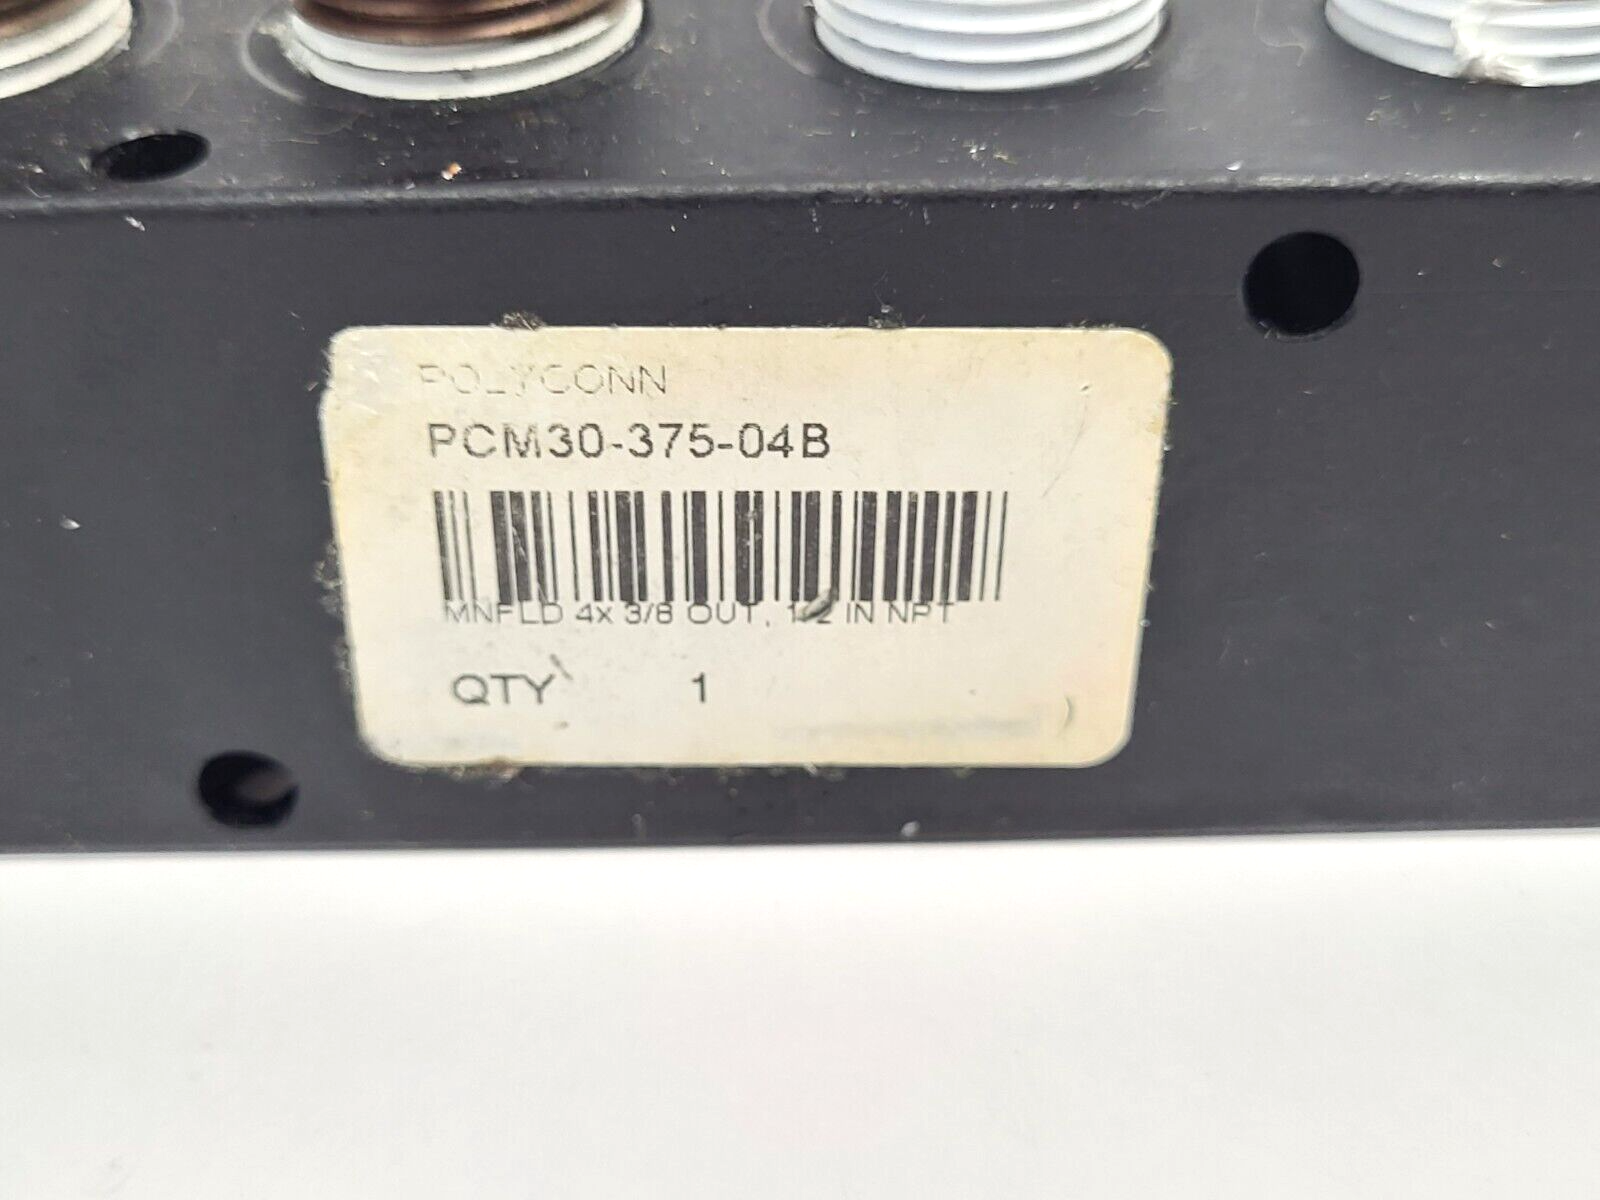 POLYCONN
PCM30-375-04B
MNFLD 4x 3/8 OUT, 1/2 IN NPT
QTY 1